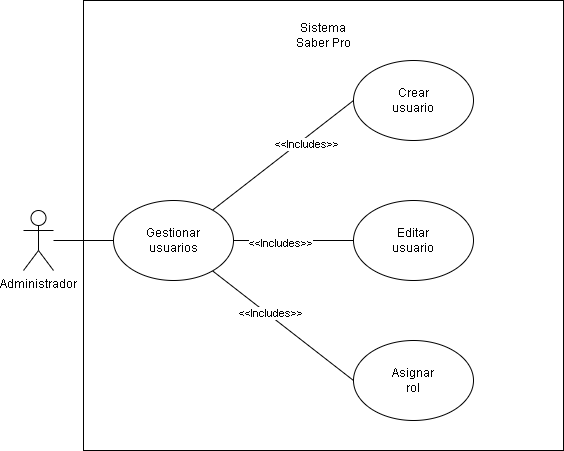 Sistema
Saber Pro
Crear
usuario
<<Includes>>
Gestionar
usuarios
<<Includes>>
Editar
usuario
Administrador
<<Includes>>
Asignar
rol